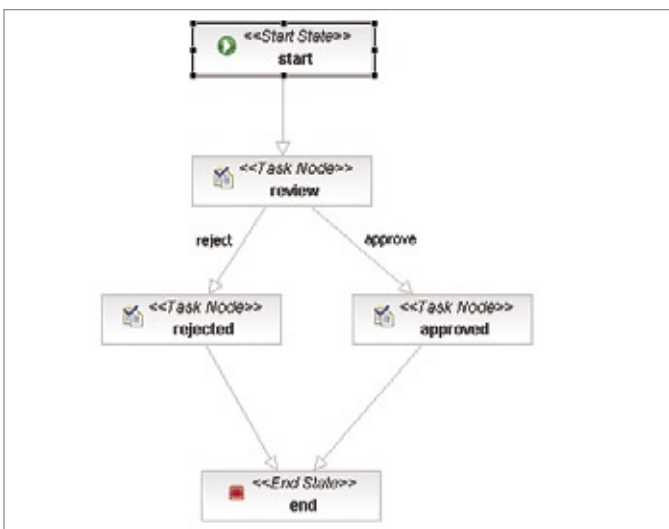 <<Start State>>
start
<<Task Node>>
review
reject
approve
<<Task Node>>
rejected
<<Task Node>>
approved
<<End State>>
end